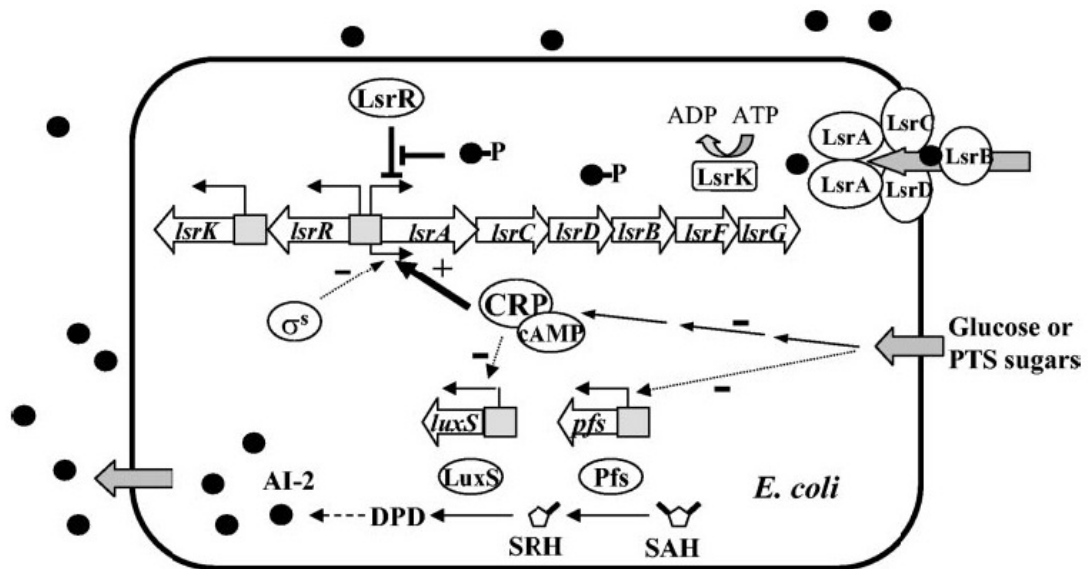 LsrR
ADP ATP
LsrA
LsrC
P
P
LsrK
LsrB
LsrA
LsrD
lsrK lsrR lsrA lsrC lsrD lsrB lsrF lsrG
- +
σˢ
CRP
cAMP
-
Glucose or
PTS sugars
-
-
luxS pfs
LuxS Pfs
E. coli
AI-2
DPD
SRH SAH